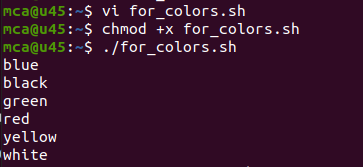 mca@u45:~$ vi for_colors.sh
mca@u45:~$ chmod +x for_colors.sh
mca@u45:~$ ./for_colors.sh
blue
black
green
red
yellow
white